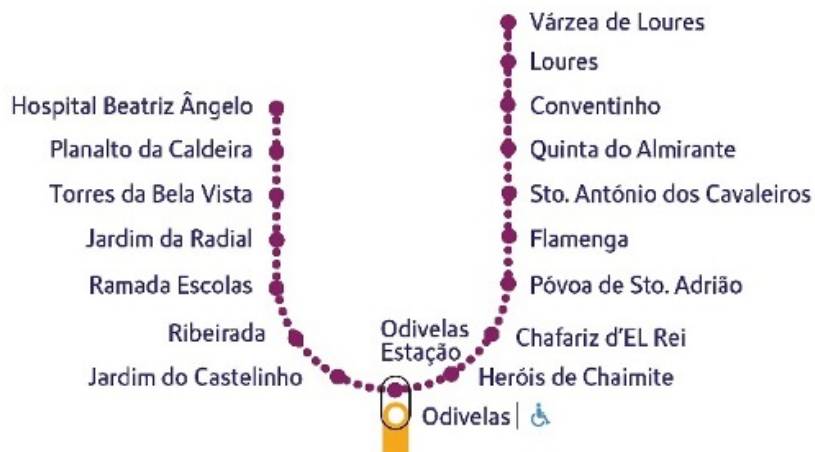 Várzea de Loures
Loures
Hospital Beatriz Ângelo
Conventinho
Planalto da Caldeira
Quinta do Almirante
Torres da Bela Vista
Sto. António dos Cavaleiros
Jardim da Radial
Flamenga
Ramada Escolas
Póvoa de Sto. Adrião
Ribeirada
Odivelas
Estação
Chafariz d'EL Rei
Jardim do Castelinho
Heróis de Chaimite
Odivelas